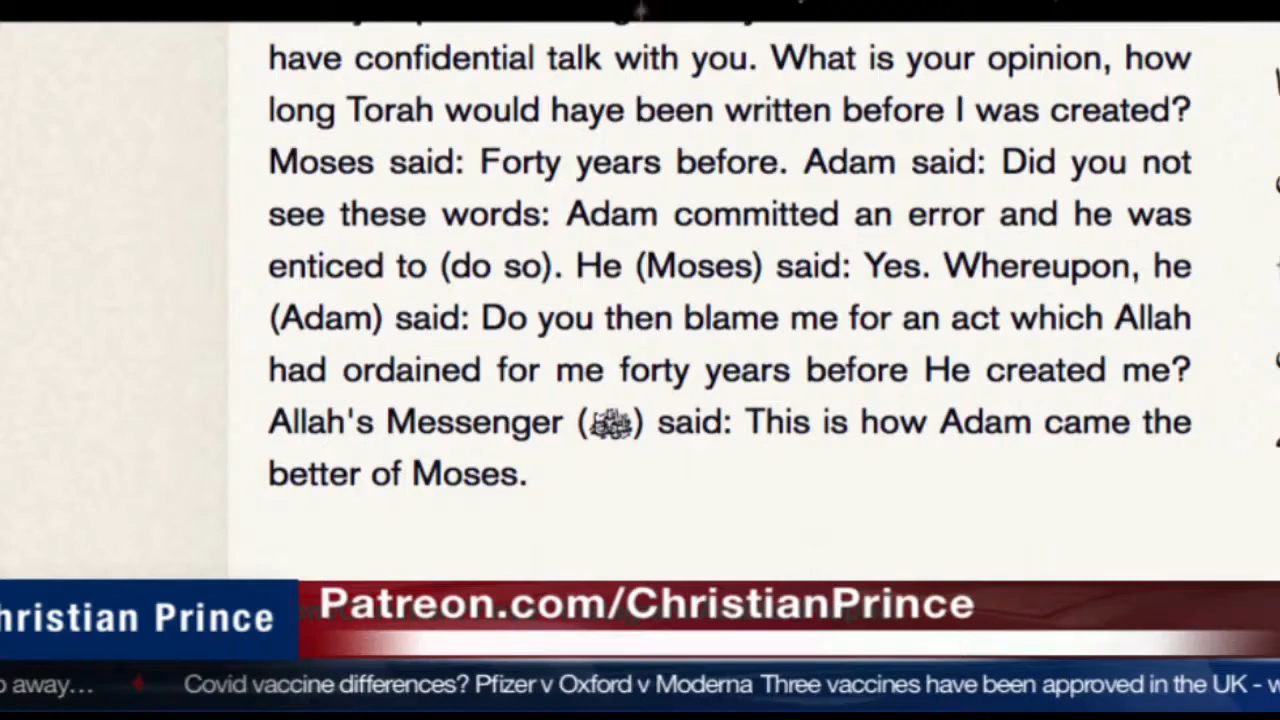 have confidential talk with you. What is your opinion, how
long Torah would haye been written before I was created?
Moses said: Forty years before. Adam said: Did you not
see these words: Adam committed an error and he was
enticed to (do so). He (Moses) said: Yes. Whereupon, he
(Adam) said: Do you then blame me for an act which Allah
had ordained for me forty years before He created me?
Allah's Messenger (ﷺ) said: This is how Adam came the
better of Moses.
hristian Prince
Patreon.com/ChristianPrince
o away... Covid vaccine differences? Pfizer v Oxford v Moderna Three vaccines have been approved in the UK - w